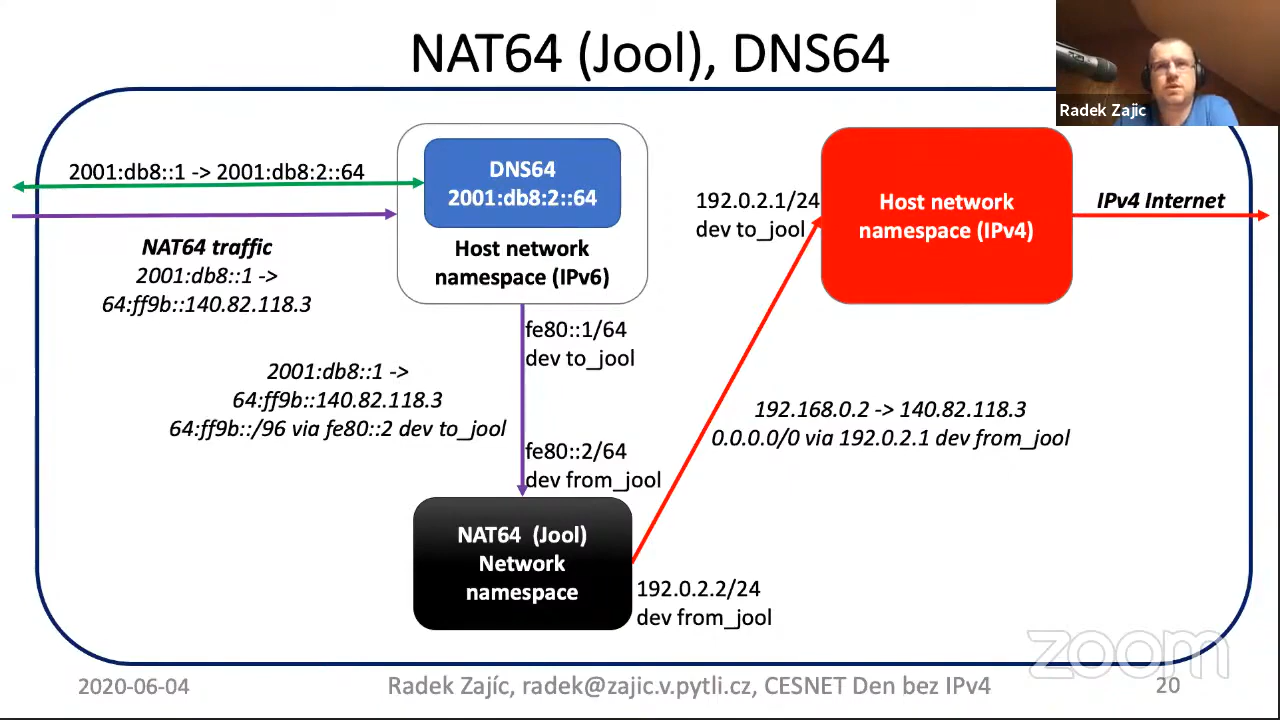 NAT64 (Jool), DNS64
Radek Zajic
2001:db8::1 -> 2001:db8:2::64
DNS64
2001:db8:2::64
Host network
namespace (IPv6)
NAT64 traffic
2001:db8::1 ->
64:ff9b::140.82.118.3
192.0.2.1/24
dev to_jool
Host network
namespace (IPv4)
IPv4 Internet
fe80::1/64
dev to_jool
2001:db8::1 ->
64:ff9b::140.82.118.3
64:ff9b::/96 via fe80::2 dev to_jool
192.168.0.2 -> 140.82.118.3
0.0.0.0/0 via 192.0.2.1 dev from_jool
fe80::2/64
dev from_jool
NAT64 (Jool)
Network
namespace
192.0.2.2/24
dev from_jool
zoom
2020-06-04
Radek Zajíc, radek@zajic.v.pytli.cz, CESNET Den bez IPv4
20